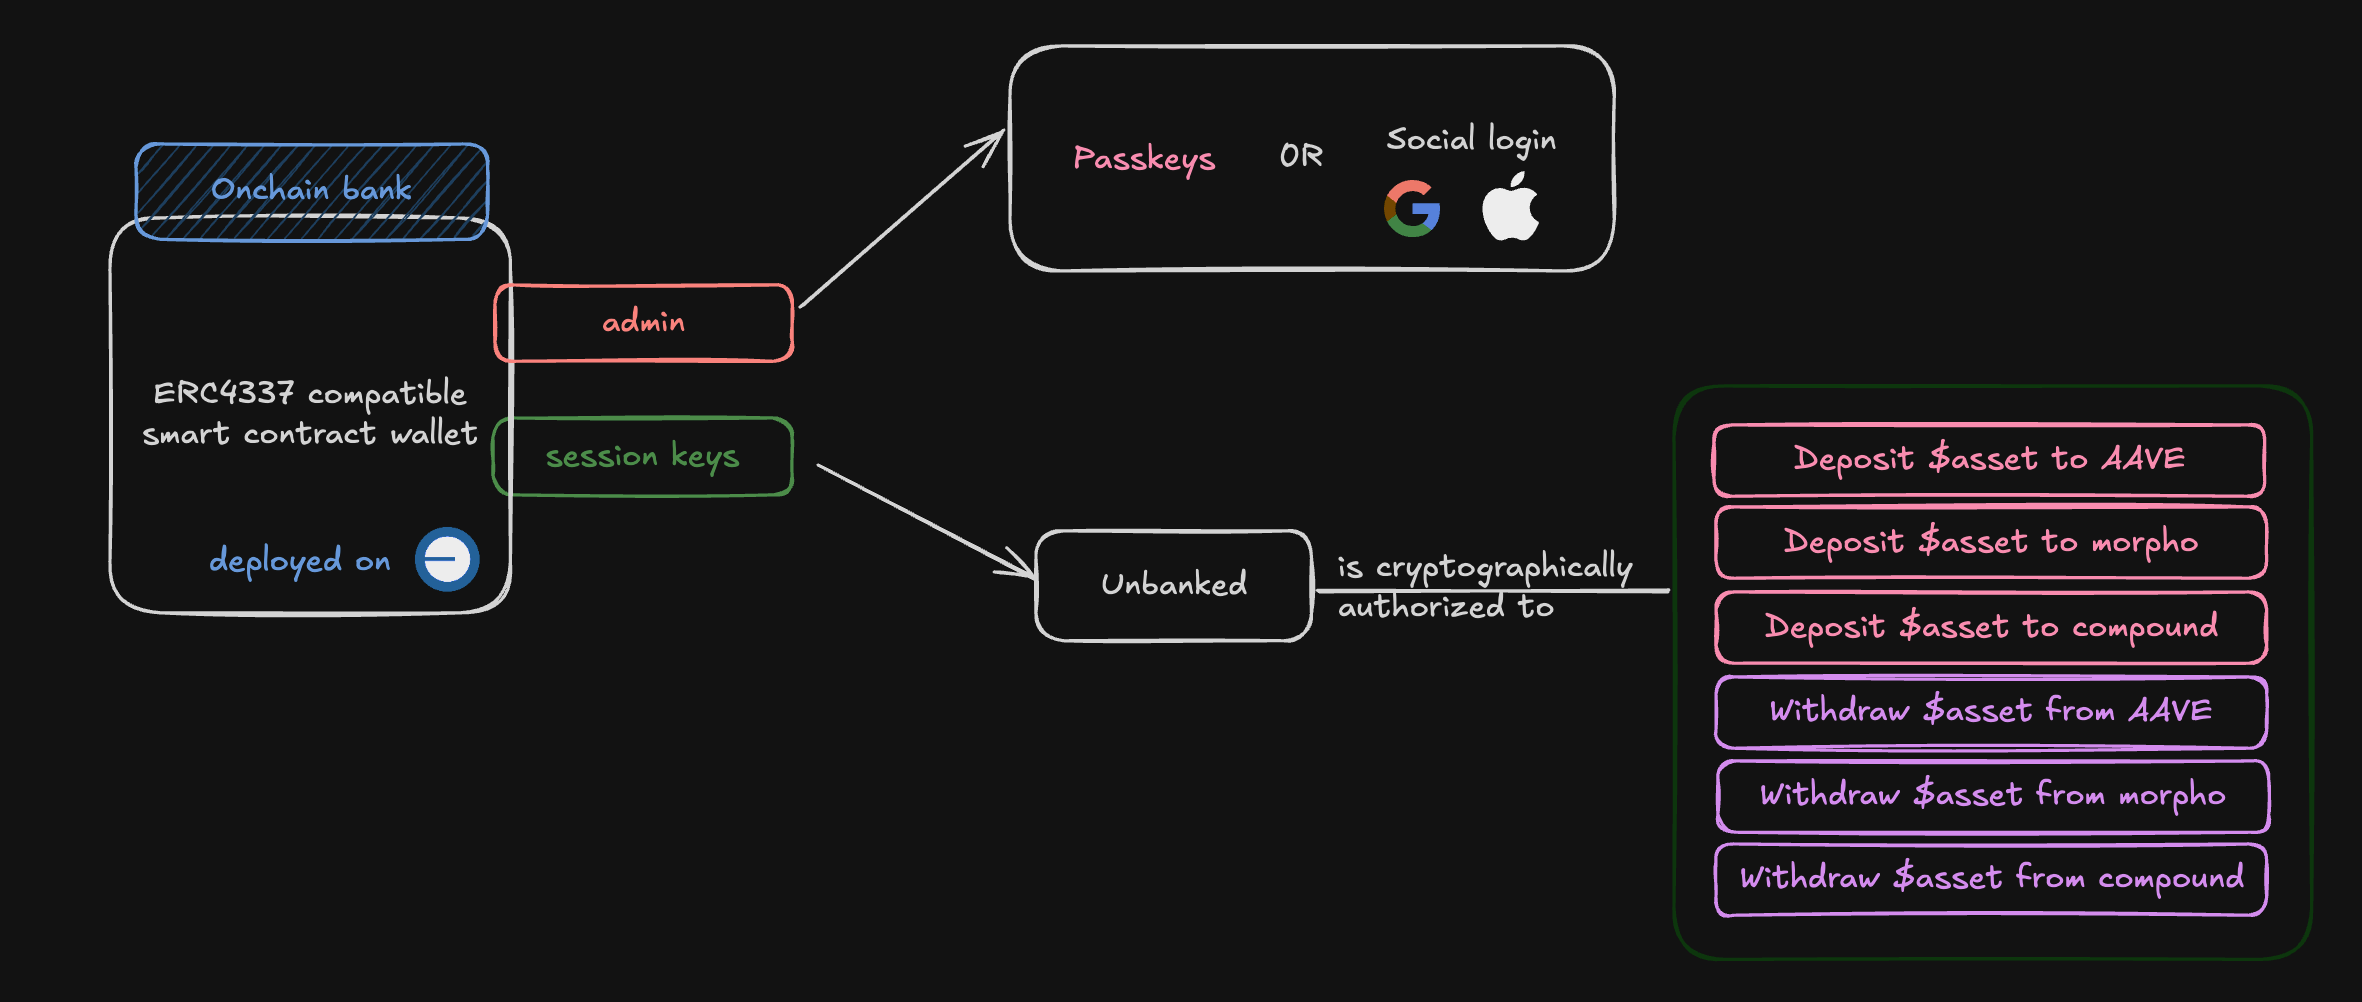 Onchain bank
ERC4337 compatible
smart contract wallet
deployed on
admin
session keys
Passkeys
OR
Social login
Unbanked
is cryptographically
authorized to
Deposit $asset to AAVE
Deposit $asset to morpho
Deposit $asset to compound
Withdraw $asset from AAVE
Withdraw $asset from morpho
Withdraw $asset from compound